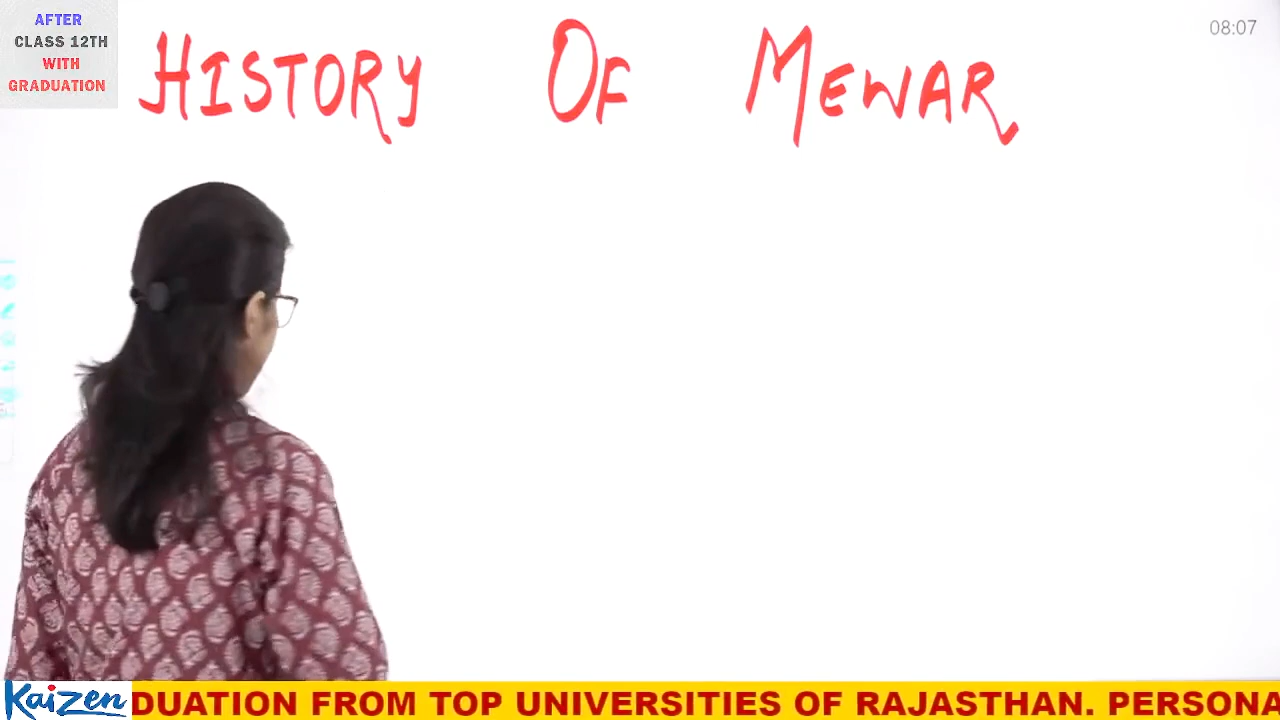 AFTER
CLASS 12TH
WITH
GRADUATION
HISTORY OF MEWAR
08:07
Kaizen
DUATION FROM TOP UNIVERSITIES OF RAJASTHAN. PERSONA